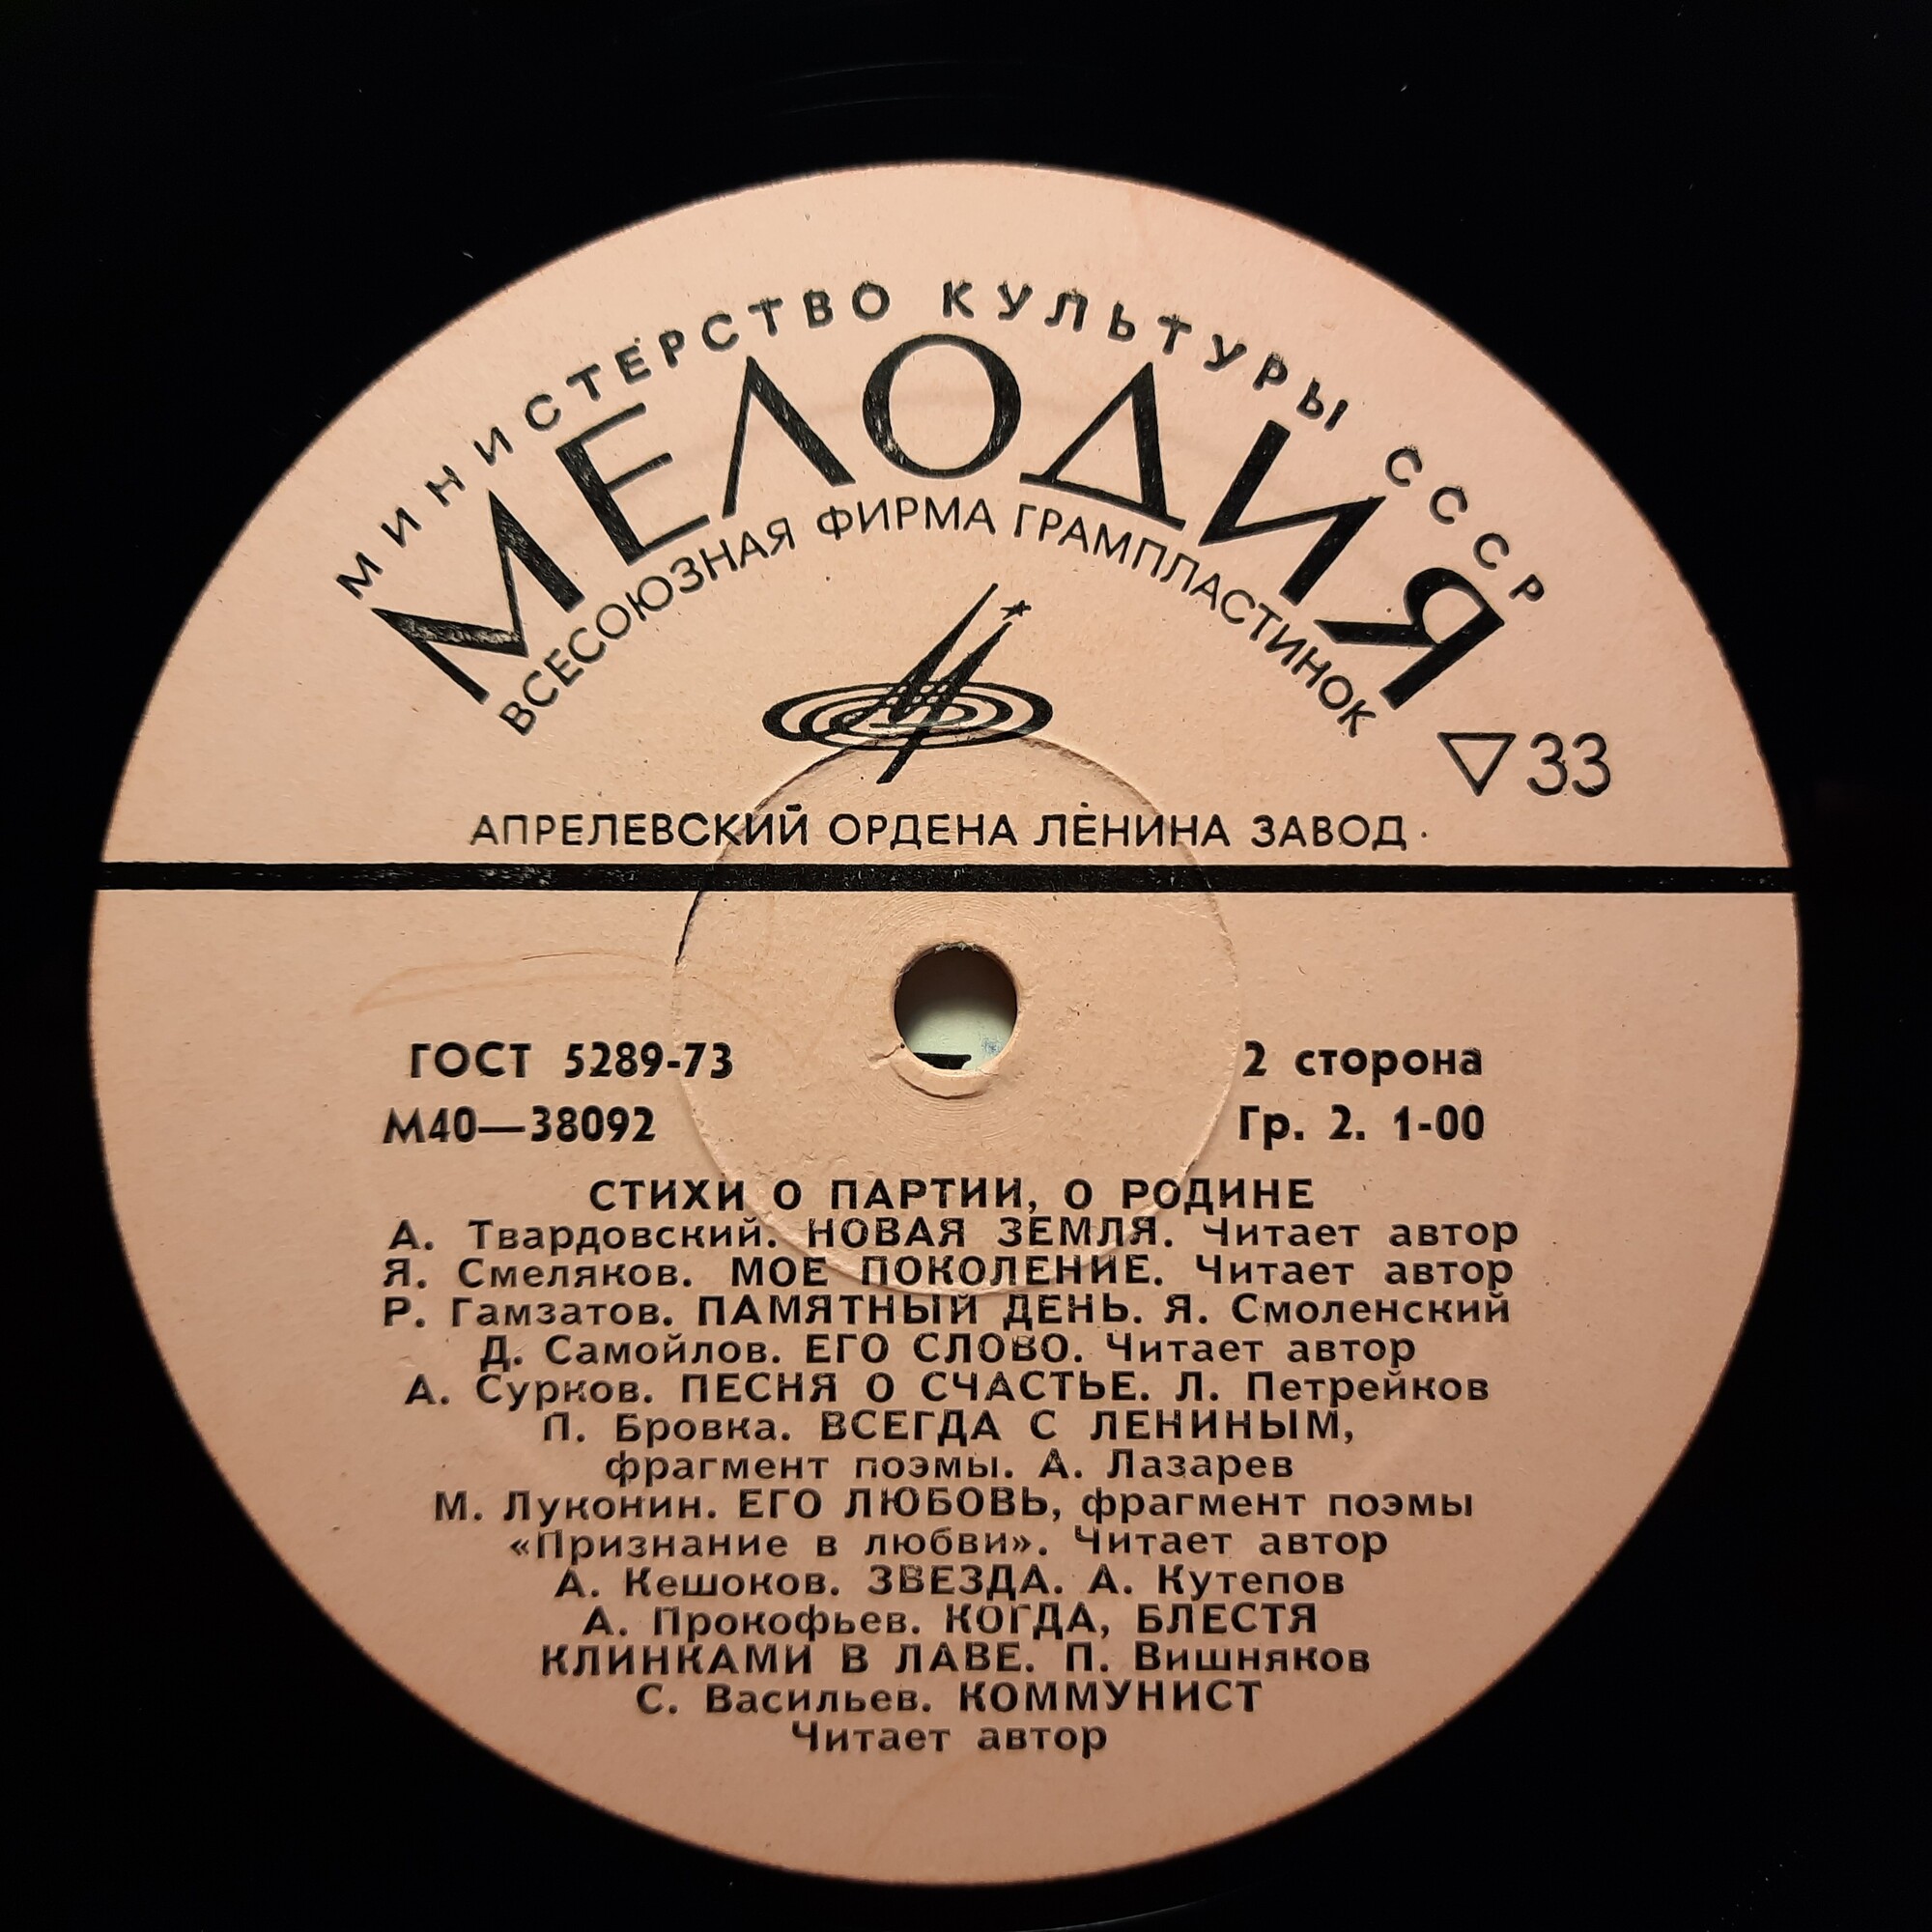 МИНИСТЕРСТВО КУЛЬТУРЫ СССР
МЕЛОДИЯ
ВСЕСОЮЗНАЯ ФИРМА ГРАМПЛАСТИНОК
▽33
АПРЕЛЕВСКИЙ ОРДЕНА ЛЕНИНА ЗАВОД
ГОСТ 5289-73
2 сторона
М40—38092
Гр. 2. 1-00
СТИХИ О ПАРТИИ, О РОДИНЕ
А. Твардовский. НОВАЯ ЗЕМЛЯ. Читает автор
Я. Смеляков. МОЕ ПОКОЛЕНИЕ. Читает автор
Р. Гамзатов. ПАМЯТНЫЙ ДЕНЬ. Я. Смоленский
Д. Самойлов. ЕГО СЛОВО. Читает автор
А. Сурков. ПЕСНЯ О СЧАСТЬЕ. Л. Петрейков
П. Бровка. ВСЕГДА С ЛЕНИНЫМ,
фрагмент поэмы. А. Лазарев
М. Луконин. ЕГО ЛЮБОВЬ, фрагмент поэмы
«Признание в любви». Читает автор
А. Кешоков. ЗВЕЗДА. А. Кутепов
А. Прокофьев. КОГДА, БЛЕСТЯ
КЛИНКАМИ В ЛАВЕ. П. Вишняков
С. Васильев. КОММУНИСТ
Читает автор